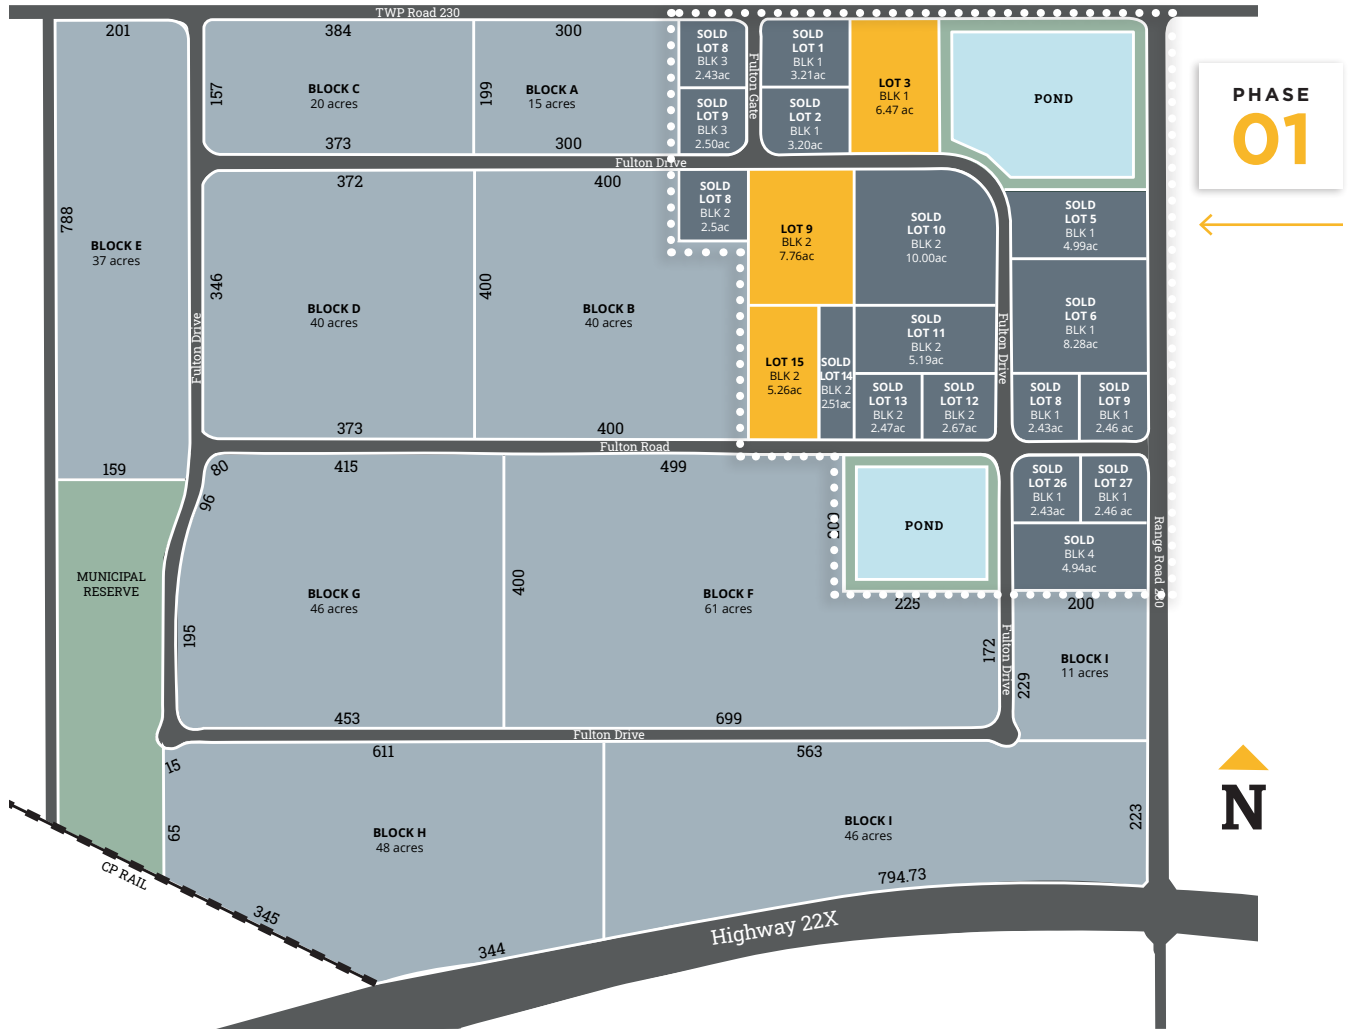 TWP Road 230
201
384
300
157
BLOCK C
20 acres
199
BLOCK A
15 acres
373
300
SOLD
LOT 8
BLK 3
2.43ac
SOLD
LOT 9
BLK 3
2.50ac
Fulton Gate
SOLD
LOT 1
BLK 1
3.21ac
SOLD
LOT 2
BLK 1
3.20ac
LOT 3
BLK 1
6.47 ac
POND
PHASE
01
Fulton Drive
788
BLOCK E
37 acres
159
Fulton Drive
372
346
BLOCK D
40 acres
373
400
400
BLOCK B
40 acres
400
SOLD
LOT 8
BLK 2
2.5ac
LOT 9
BLK 2
7.76ac
SOLD
LOT 10
BLK 2
10.00ac
SOLD
LOT 5
BLK 1
4.99ac
SOLD
LOT 6
BLK 1
8.28ac
LOT 15
BLK 2
5.26ac
SOLD
LOT 14
BLK 2
2.51ac
SOLD
LOT 11
BLK 2
5.19ac
SOLD
LOT 13
BLK 2
2.47ac
SOLD
LOT 12
BLK 2
2.67ac
Fulton Drive
SOLD
LOT 8
BLK 1
2.43ac
SOLD
LOT 9
BLK 1
2.46 ac
Fulton Road
80
96
415
499
MUNICIPAL
RESERVE
195
BLOCK G
46 acres
453
400
BLOCK F
61 acres
699
POND
225
172
SOLD
LOT 26
BLK 1
2.43ac
SOLD
LOT 27
BLK 1
2.46 ac
SOLD
BLK 4
4.94ac
Range Road
200
Fulton Drive
229
BLOCK I
11 acres
Fulton Drive
15
65
611
BLOCK H
48 acres
563
BLOCK I
46 acres
223
794.73
CP RAIL
345
344
Highway 22X
N